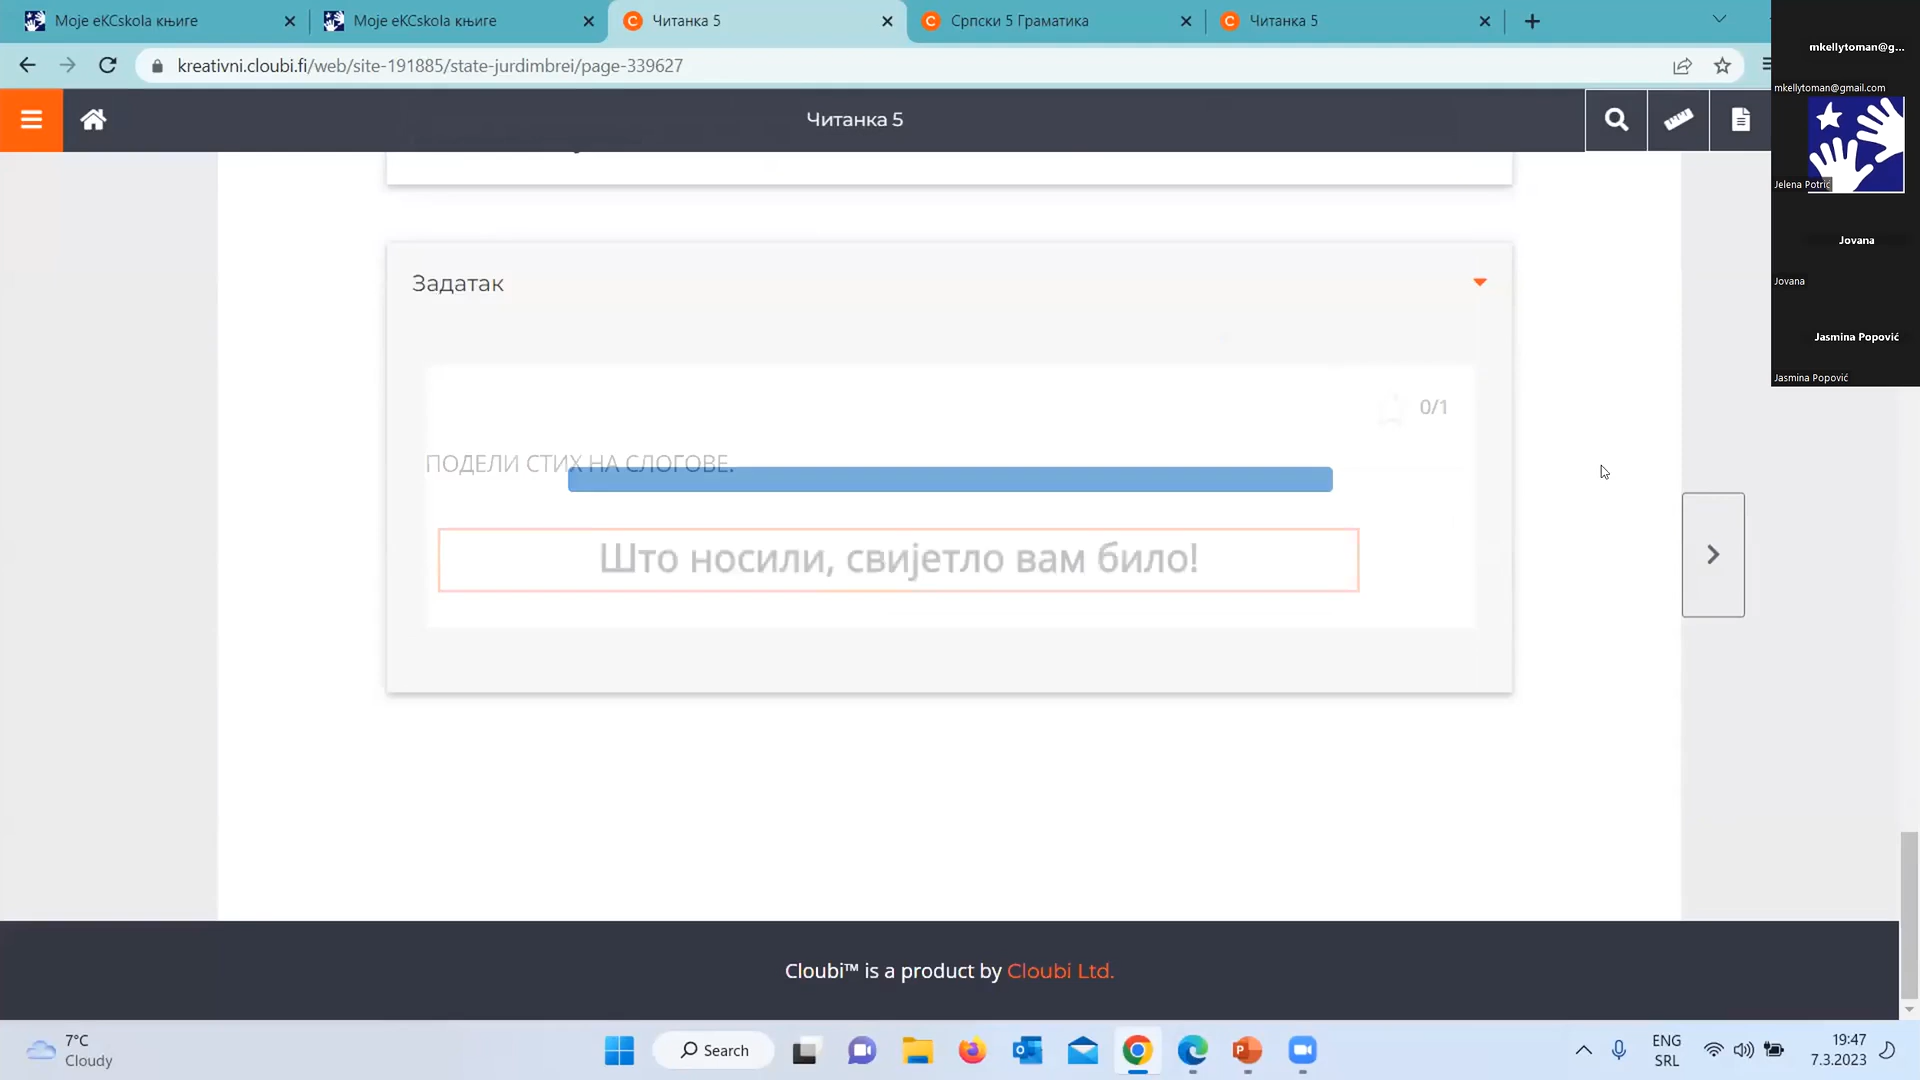 Моје eKCskola књиге
Моје eKCskola књиге
Читанка 5
Српски 5 Граматика
Читанка 5
kreativni.cloubi.fi/web/site-191885/state-jurdimbrei/page-339627
Читанка 5
mkellytoman@g...
mkellytoman@gmail.com
Jelena Potrić
Jovana
Jovana
Jasmina Popović
Jasmina Popović
Задатак
0/1
ПОДЕЛИ СТИХ НА СЛОГОВЕ.
Што носили, свијетло вам било!
Cloubi™ is a product by Cloubi Ltd.
7°C
Cloudy
Search
ENG
SRL
19:47
7.3.2023